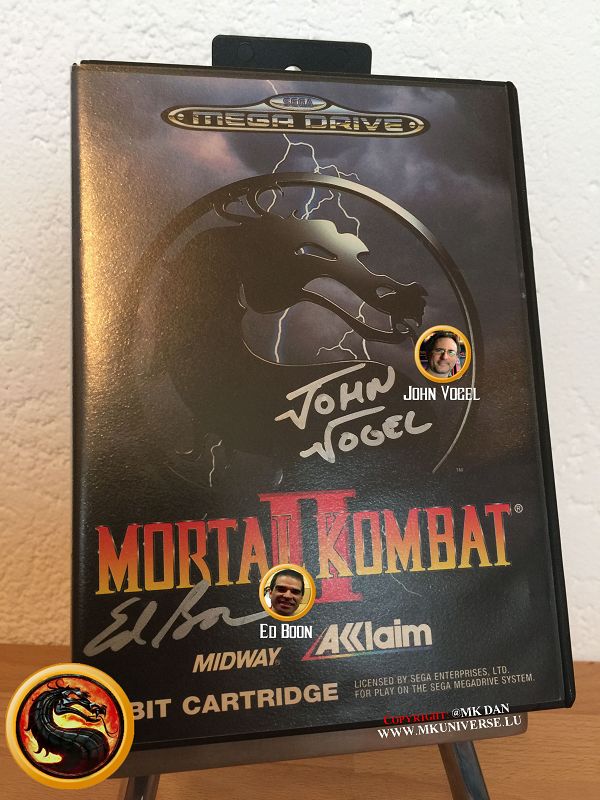 SEGA
MEGA DRIVE
JOHN VOGEL
JOHN
VOGEL
™
II
MORTAL KOMBAT®
Ed Boon
ED BOON
MIDWAY®
AKKlaim
BIT CARTRIDGE
LICENSED BY SEGA ENTERPRISES, LTD.
FOR PLAY ON THE SEGA MEGADRIVE SYSTEM.
COPYRIGHT: @MK DAN
WWW.MKUNIVERSE.LU